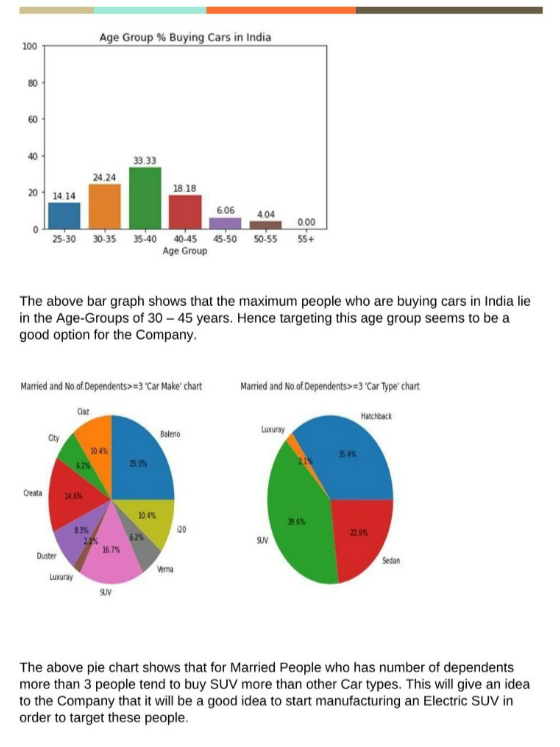 Age Group % Buying Cars in India
100
80
60
40
20
0
14.14
24.24
33.33
18.18
6.06
4.04
0.00
25-30 30-35 35-40 40-45 45-50 50-55 55+
Age Group
The above bar graph shows that the maximum people who are buying cars in India lie
in the Age-Groups of 30 – 45 years. Hence targeting this age group seems to be a
good option for the Company.
Married and No.of.Dependents>=3 'Car Make' chart
Ciaz
City
Baleno
10.4%
25.0%
6.2%
Creata
14.6%
10.4%
i20
8.3%
2.1%
6.2%
16.7%
Duster
Luxuray
Verna
SUV
Married and No.of.Dependents>=3 'Car Type' chart
Hatchback
Luxuray
35.4%
2.1%
39.6%
22.9%
SUV
Sedan
The above pie chart shows that for Married People who has number of dependents
more than 3 people tend to buy SUV more than other Car types. This will give an idea
to the Company that it will be a good idea to start manufacturing an Electric SUV in
order to target these people.